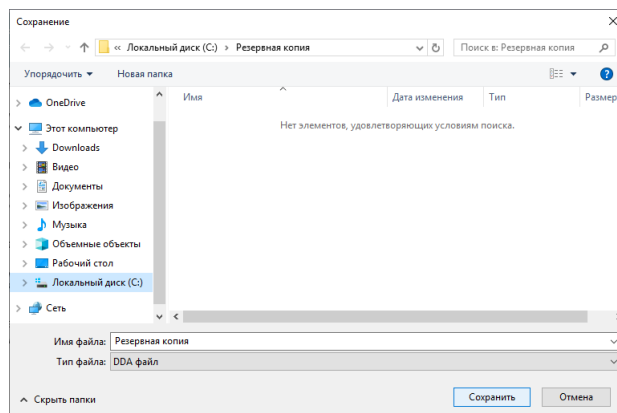 Сохранение
« Локальный диск (C:) › Резервная копия
Поиск в: Резервная копия
Упорядочить
Новая папка
Имя
Дата изменения
Тип
Размер
Нет элементов, удовлетворяющих условиям поиска.
OneDrive
Этот компьютер
Downloads
Видео
Документы
Изображения
Музыка
Объемные объекты
Рабочий стол
Локальный диск (C:)
Сеть
Имя файла: Резервная копия
Тип файла: DDA файл
Скрыть папки
Сохранить
Отмена